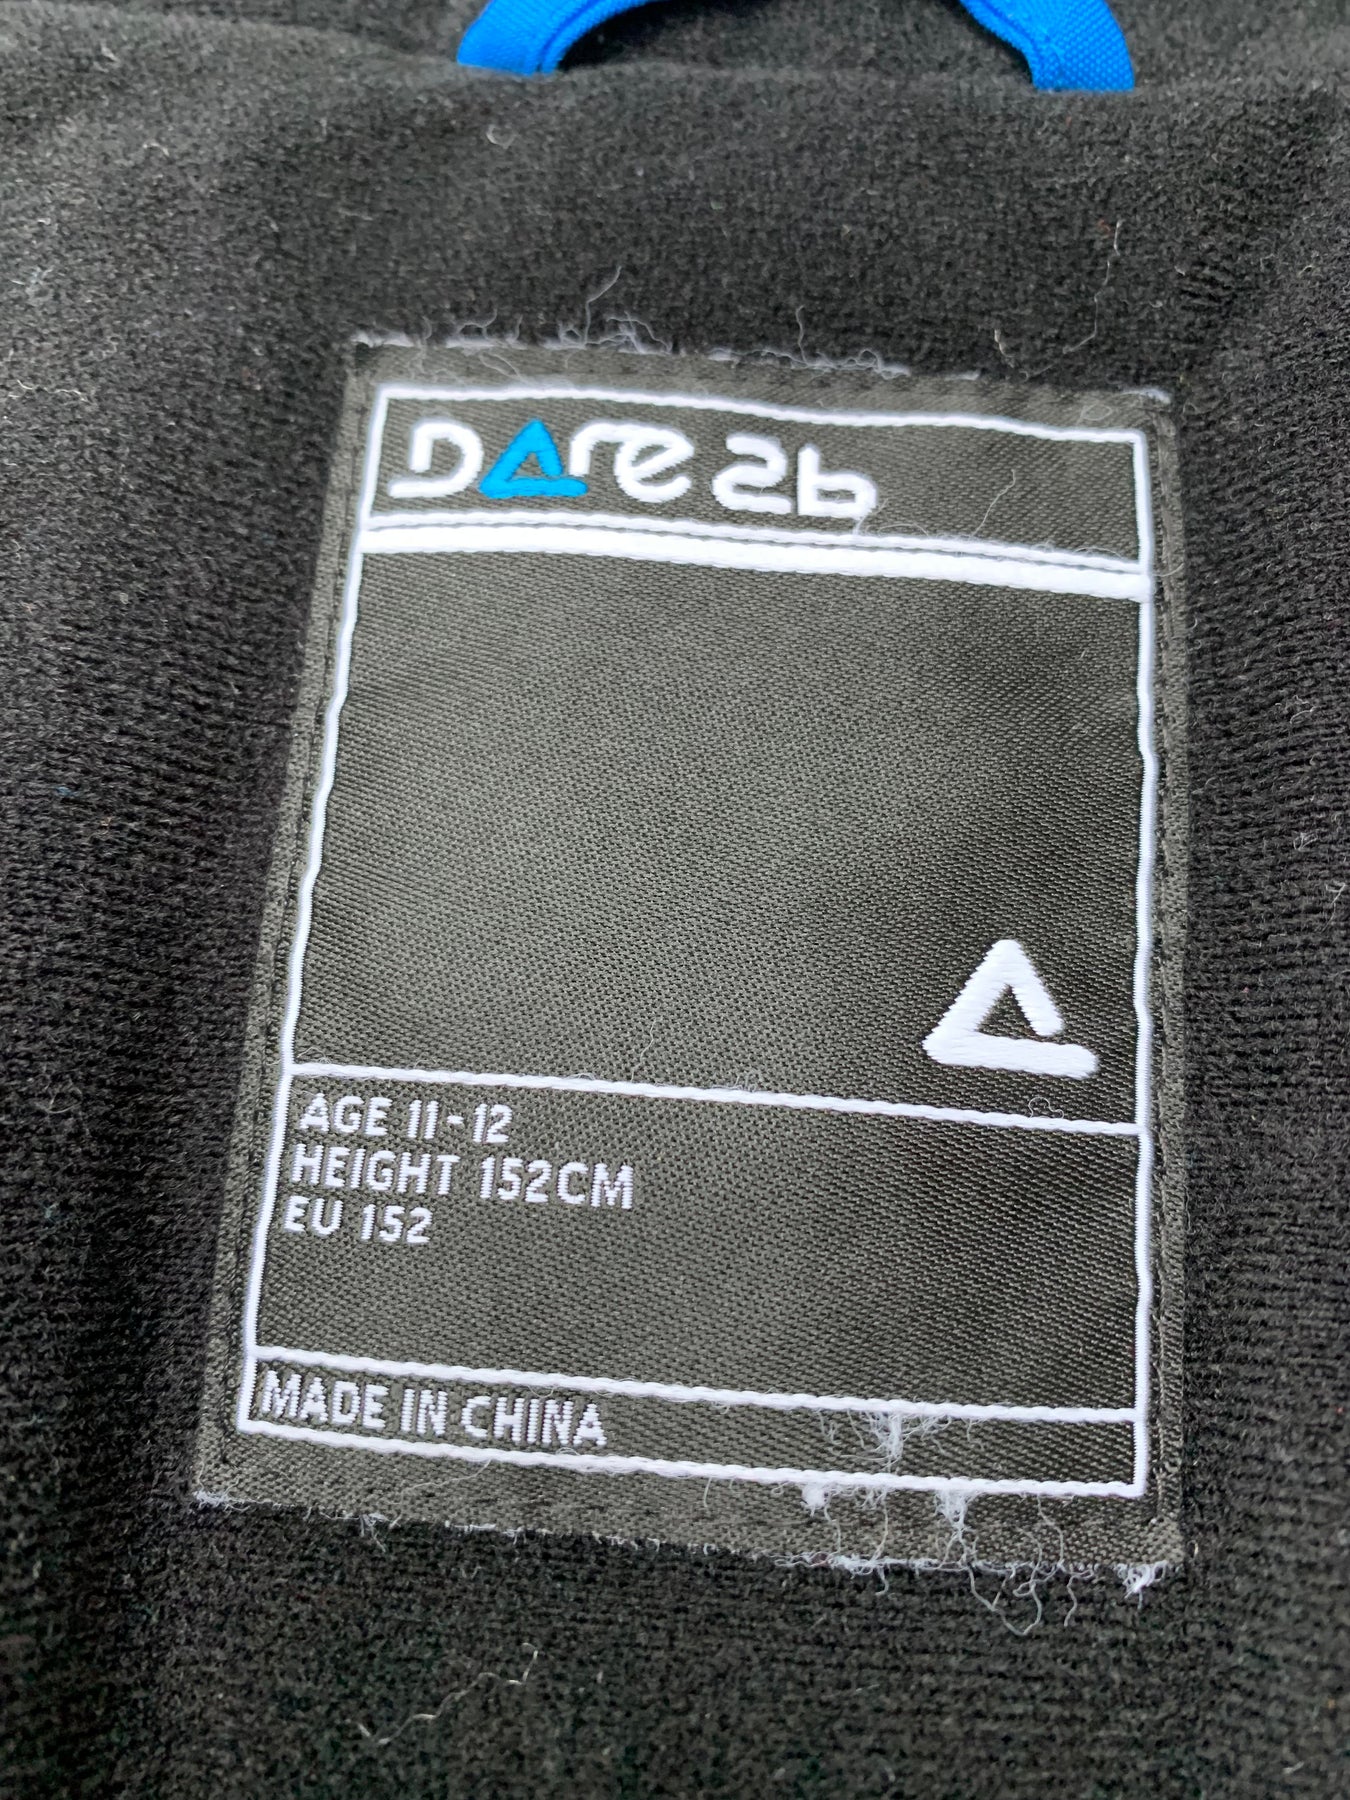 DARe 2b
AGE 11-12
HEIGHT 152CM
EU 152
MADE IN CHINA